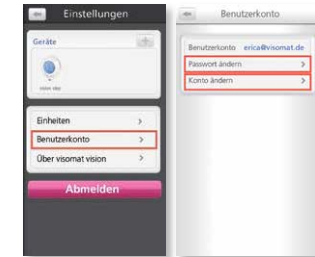 Einstellungen
Geräte
Einheiten
Benutzerkonto
Über visomat vision
Abmelden
Benutzerkonto
Benutzerkonto erica@visomat.de
Passwort ändern
Konto ändern